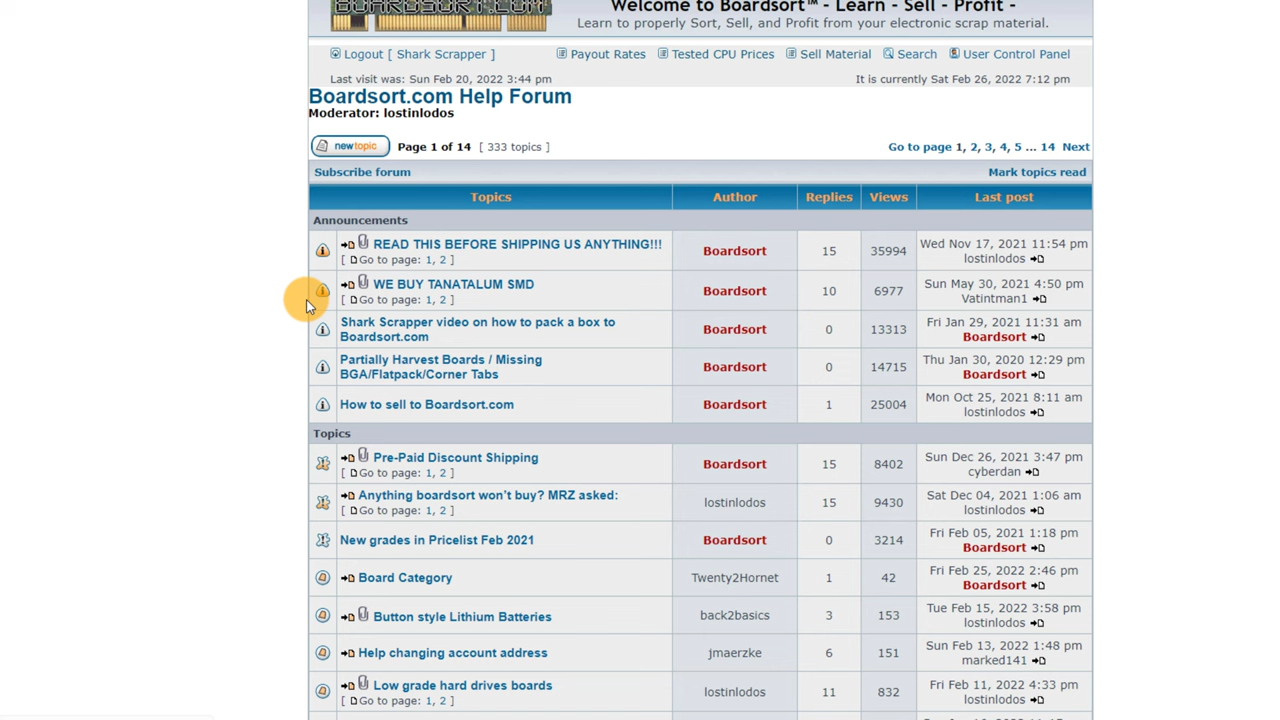 BOARDSORT.COM
Welcome to Boardsort™ - Learn - Sell - Profit -
Learn to properly Sort, Sell, and Profit from your electronic scrap material.
Logout [ Shark Scrapper ] Payout Rates Tested CPU Prices Sell Material Search User Control Panel
Last visit was: Sun Feb 20, 2022 3:44 pm It is currently Sat Feb 26, 2022 7:12 pm
Boardsort.com Help Forum
Moderator: lostinlodos
newtopic Page 1 of 14 [ 333 topics ] Go to page 1, 2, 3, 4, 5 ... 14 Next
Subscribe forum Mark topics read
Topics Author Replies Views Last post
Announcements
READ THIS BEFORE SHIPPING US ANYTHING!!! Boardsort 15 35994 Wed Nov 17, 2021 11:54 pm
[ Go to page: 1, 2 ] lostinlodos
WE BUY TANATALUM SMD Boardsort 10 6977 Sun May 30, 2021 4:50 pm
[ Go to page: 1, 2 ] Vatintman1
Shark Scrapper video on how to pack a box to Boardsort 0 13313 Fri Jan 29, 2021 11:31 am
Boardsort.com Boardsort
Partially Harvest Boards / Missing Boardsort 0 14715 Thu Jan 30, 2020 12:29 pm
BGA/Flatpack/Corner Tabs Boardsort
How to sell to Boardsort.com Boardsort 1 25004 Mon Oct 25, 2021 8:11 am
lostinlodos
Topics
Pre-Paid Discount Shipping Boardsort 15 8402 Sun Dec 26, 2021 3:47 pm
[ Go to page: 1, 2 ] cyberdan
Anything boardsort won't buy? MRZ asked: lostinlodos 15 9430 Sat Dec 04, 2021 1:06 am
[ Go to page: 1, 2 ] lostinlodos
New grades in Pricelist Feb 2021 Boardsort 0 3214 Fri Feb 05, 2021 1:18 pm
Boardsort
Board Category Twenty2Hornet 1 42 Fri Feb 25, 2022 2:46 pm
Boardsort
Button style Lithium Batteries back2basics 3 153 Tue Feb 15, 2022 3:58 pm
lostinlodos
Help changing account address jmaerzke 6 151 Sun Feb 13, 2022 1:48 pm
marked141
Low grade hard drives boards lostinlodos 11 832 Fri Feb 11, 2022 4:33 pm
[ Go to page: 1, 2 ] lostinlodos